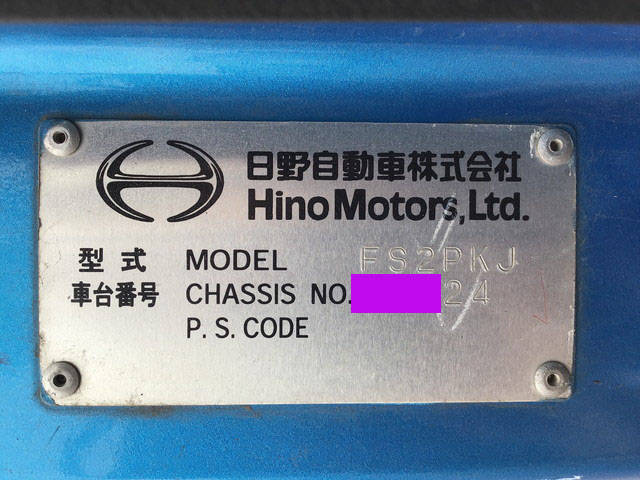 日野自動車株式会社
Hino Motors, Ltd.
型式 MODEL FS2PKJ
車台番号 CHASSIS NO. 24
P. S. CODE